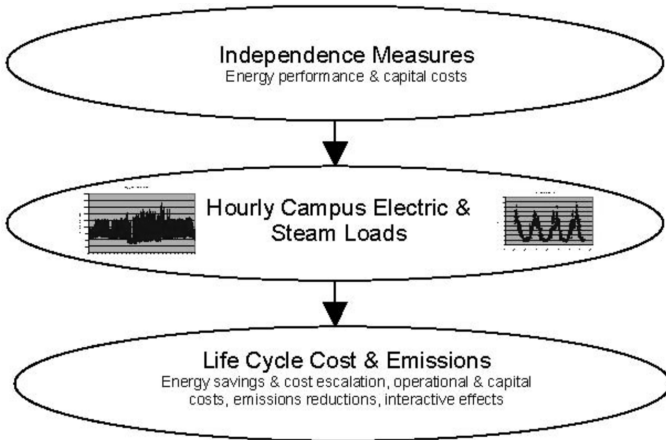 Independence Measures
Energy performance & capital costs
Hourly Campus Electric &
Steam Loads
Life Cycle Cost & Emissions
Energy savings & cost escalation, operational & capital
costs, emissions reductions, interactive effects